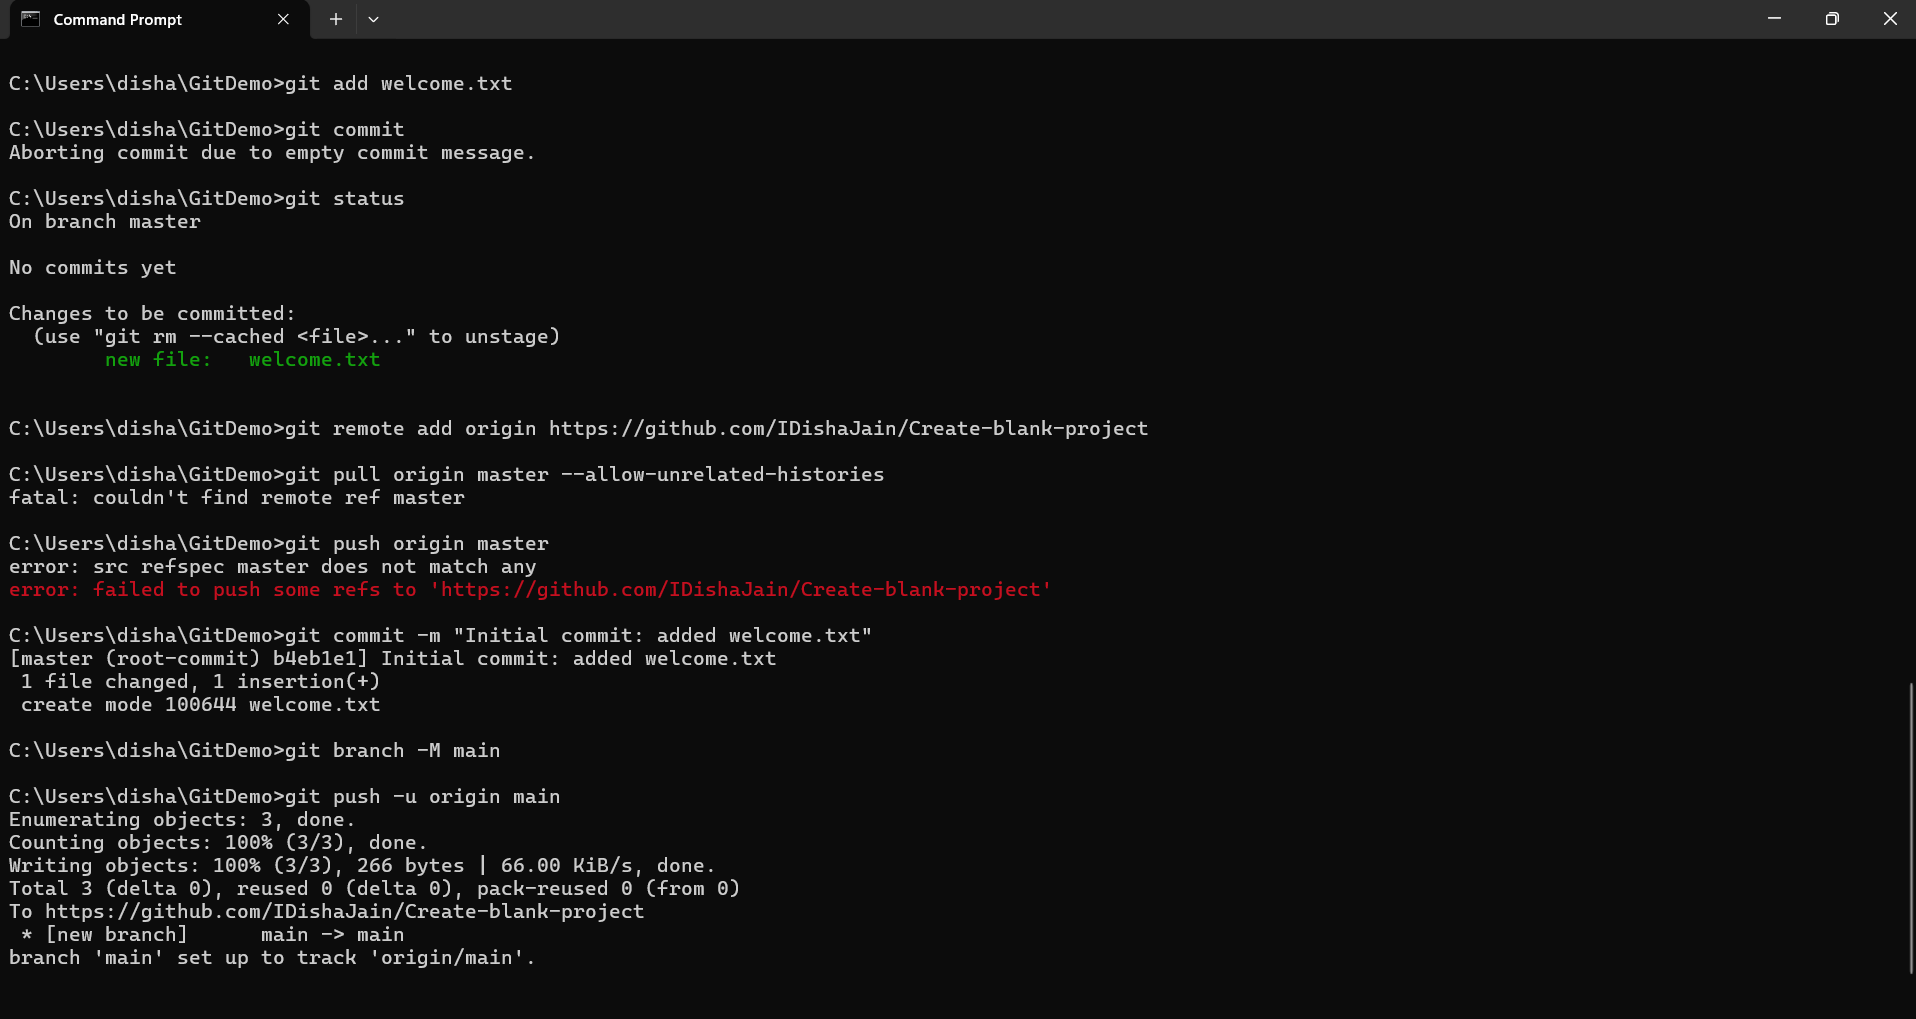 Command Prompt
C:\Users\disha\GitDemo>git add welcome.txt
C:\Users\disha\GitDemo>git commit
Aborting commit due to empty commit message.
C:\Users\disha\GitDemo>git status
On branch master
No commits yet
Changes to be committed:
  (use "git rm --cached <file>..." to unstage)
        new file:   welcome.txt
C:\Users\disha\GitDemo>git remote add origin https://github.com/IDishaJain/Create-blank-project
C:\Users\disha\GitDemo>git pull origin master --allow-unrelated-histories
fatal: couldn't find remote ref master
C:\Users\disha\GitDemo>git push origin master
error: src refspec master does not match any
error: failed to push some refs to 'https://github.com/IDishaJain/Create-blank-project'
C:\Users\disha\GitDemo>git commit -m "Initial commit: added welcome.txt"
[master (root-commit) b4eb1e1] Initial commit: added welcome.txt
 1 file changed, 1 insertion(+)
 create mode 100644 welcome.txt
C:\Users\disha\GitDemo>git branch -M main
C:\Users\disha\GitDemo>git push -u origin main
Enumerating objects: 3, done.
Counting objects: 100% (3/3), done.
Writing objects: 100% (3/3), 266 bytes | 66.00 KiB/s, done.
Total 3 (delta 0), reused 0 (delta 0), pack-reused 0 (from 0)
To https://github.com/IDishaJain/Create-blank-project
 * [new branch]      main -> main
branch 'main' set up to track 'origin/main'.